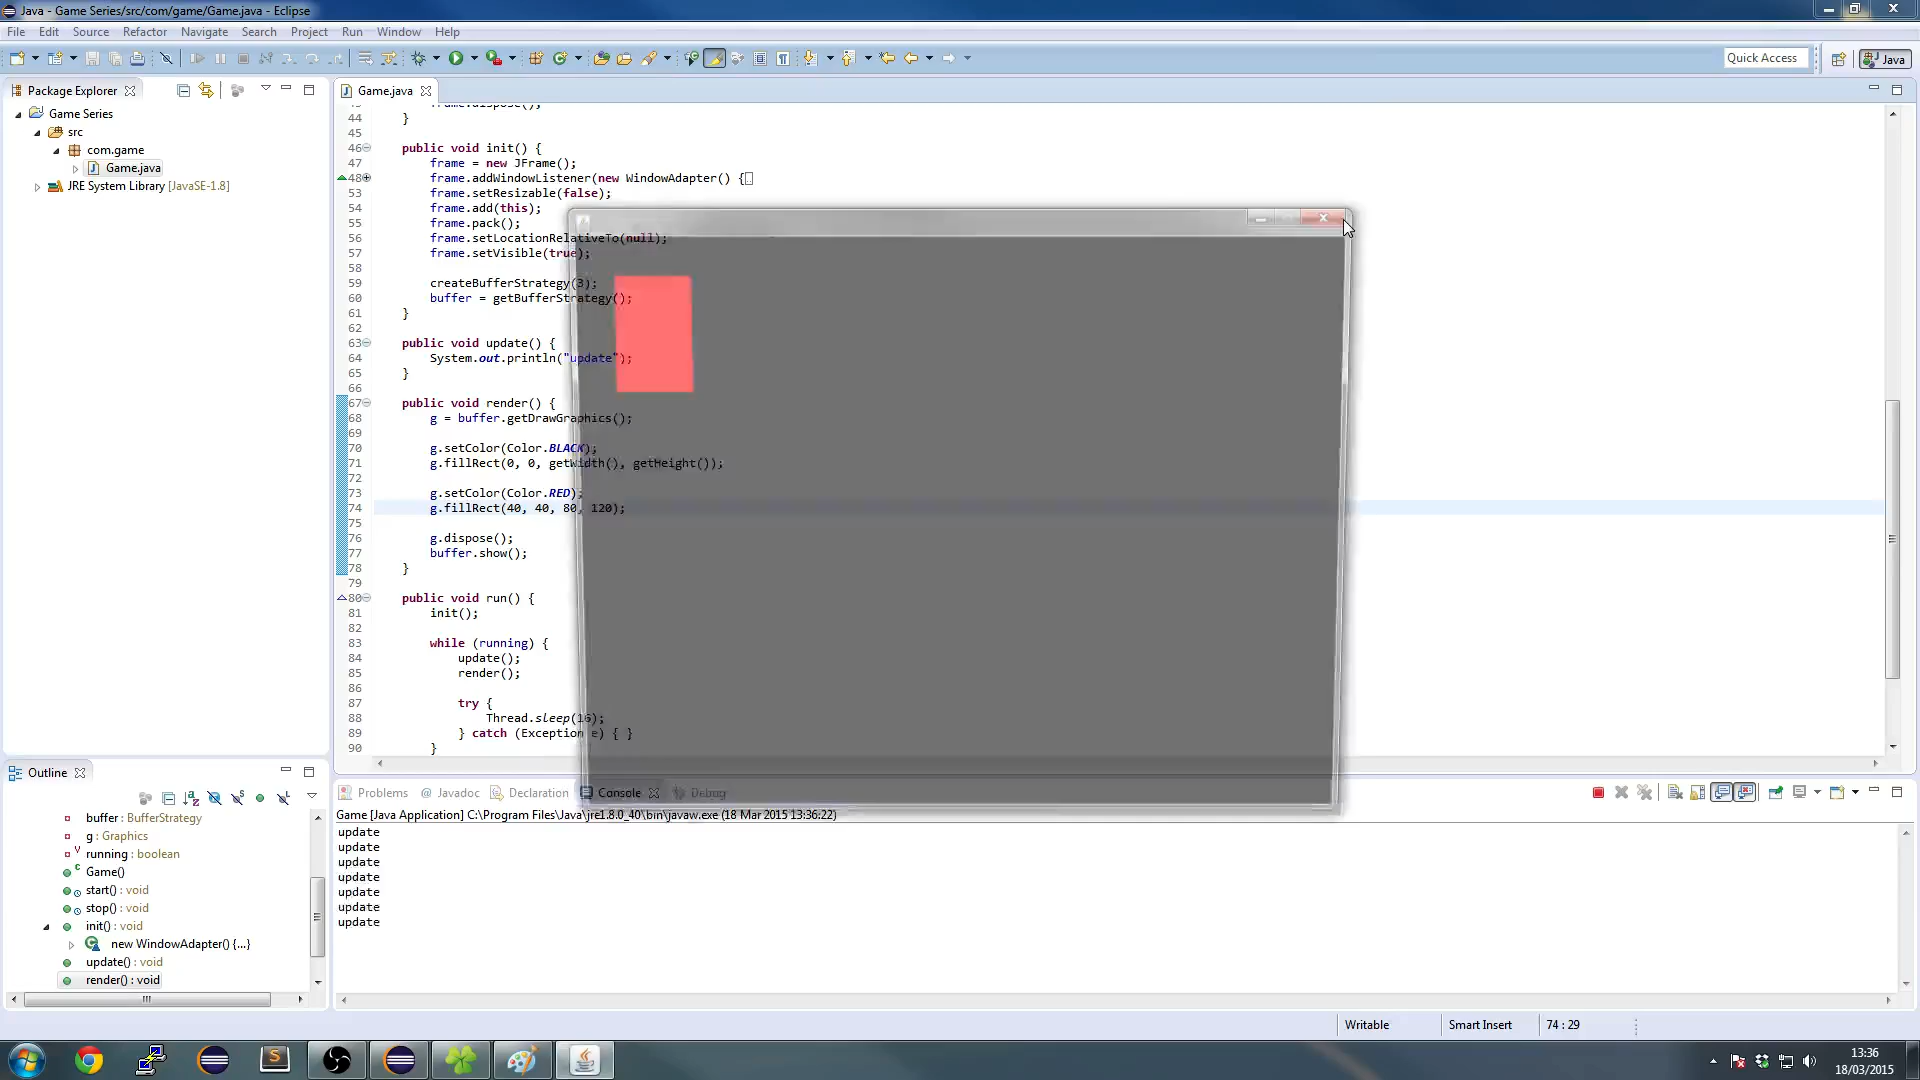 Java - Game Series/src/com/game/Game.java - Eclipse
File Edit Source Refactor Navigate Search Project Run Window Help
Quick Access
Java
Package Explorer
Game.java
Game Series
src
com.game
Game.java
JRE System Library [JavaSE-1.8]
frame.dispose();
44 }
45
46 public void init() {
47 frame = new JFrame();
48 frame.addWindowListener(new WindowAdapter() {
53 frame.setResizable(false);
54 frame.add(this);
55 frame.pack();
56 frame.setLocationRelativeTo(null);
57 frame.setVisible(true);
58
59 createBufferStrategy(3);
60 buffer = getBufferStrategy();
61 }
62
63 public void update() {
64 System.out.println("update");
65 }
66
67 public void render() {
68 g = buffer.getDrawGraphics();
69
70 g.setColor(Color.BLACK);
71 g.fillRect(0, 0, getWidth(), getHeight());
72
73 g.setColor(Color.RED);
74 g.fillRect(40, 40, 80, 120);
75
76 g.dispose();
77 buffer.show();
78 }
79
80 public void run() {
81 init();
82
83 while (running) {
84 update();
85 render();
86
87 try {
88 Thread.sleep(16);
89 } catch (Exception e) { }
90 }
Outline
buffer : BufferStrategy
g : Graphics
running : boolean
Game()
start() : void
stop() : void
init() : void
new WindowAdapter() {...}
update() : void
render() : void
Problems @ Javadoc Declaration Console Debug
Game [Java Application] C:\Program Files\Java\jre1.8.0_40\bin\javaw.exe (18 Mar 2015 13:36:22)
update
update
update
update
update
update
update
Writable Smart Insert 74 : 29
13:36
18/03/2015